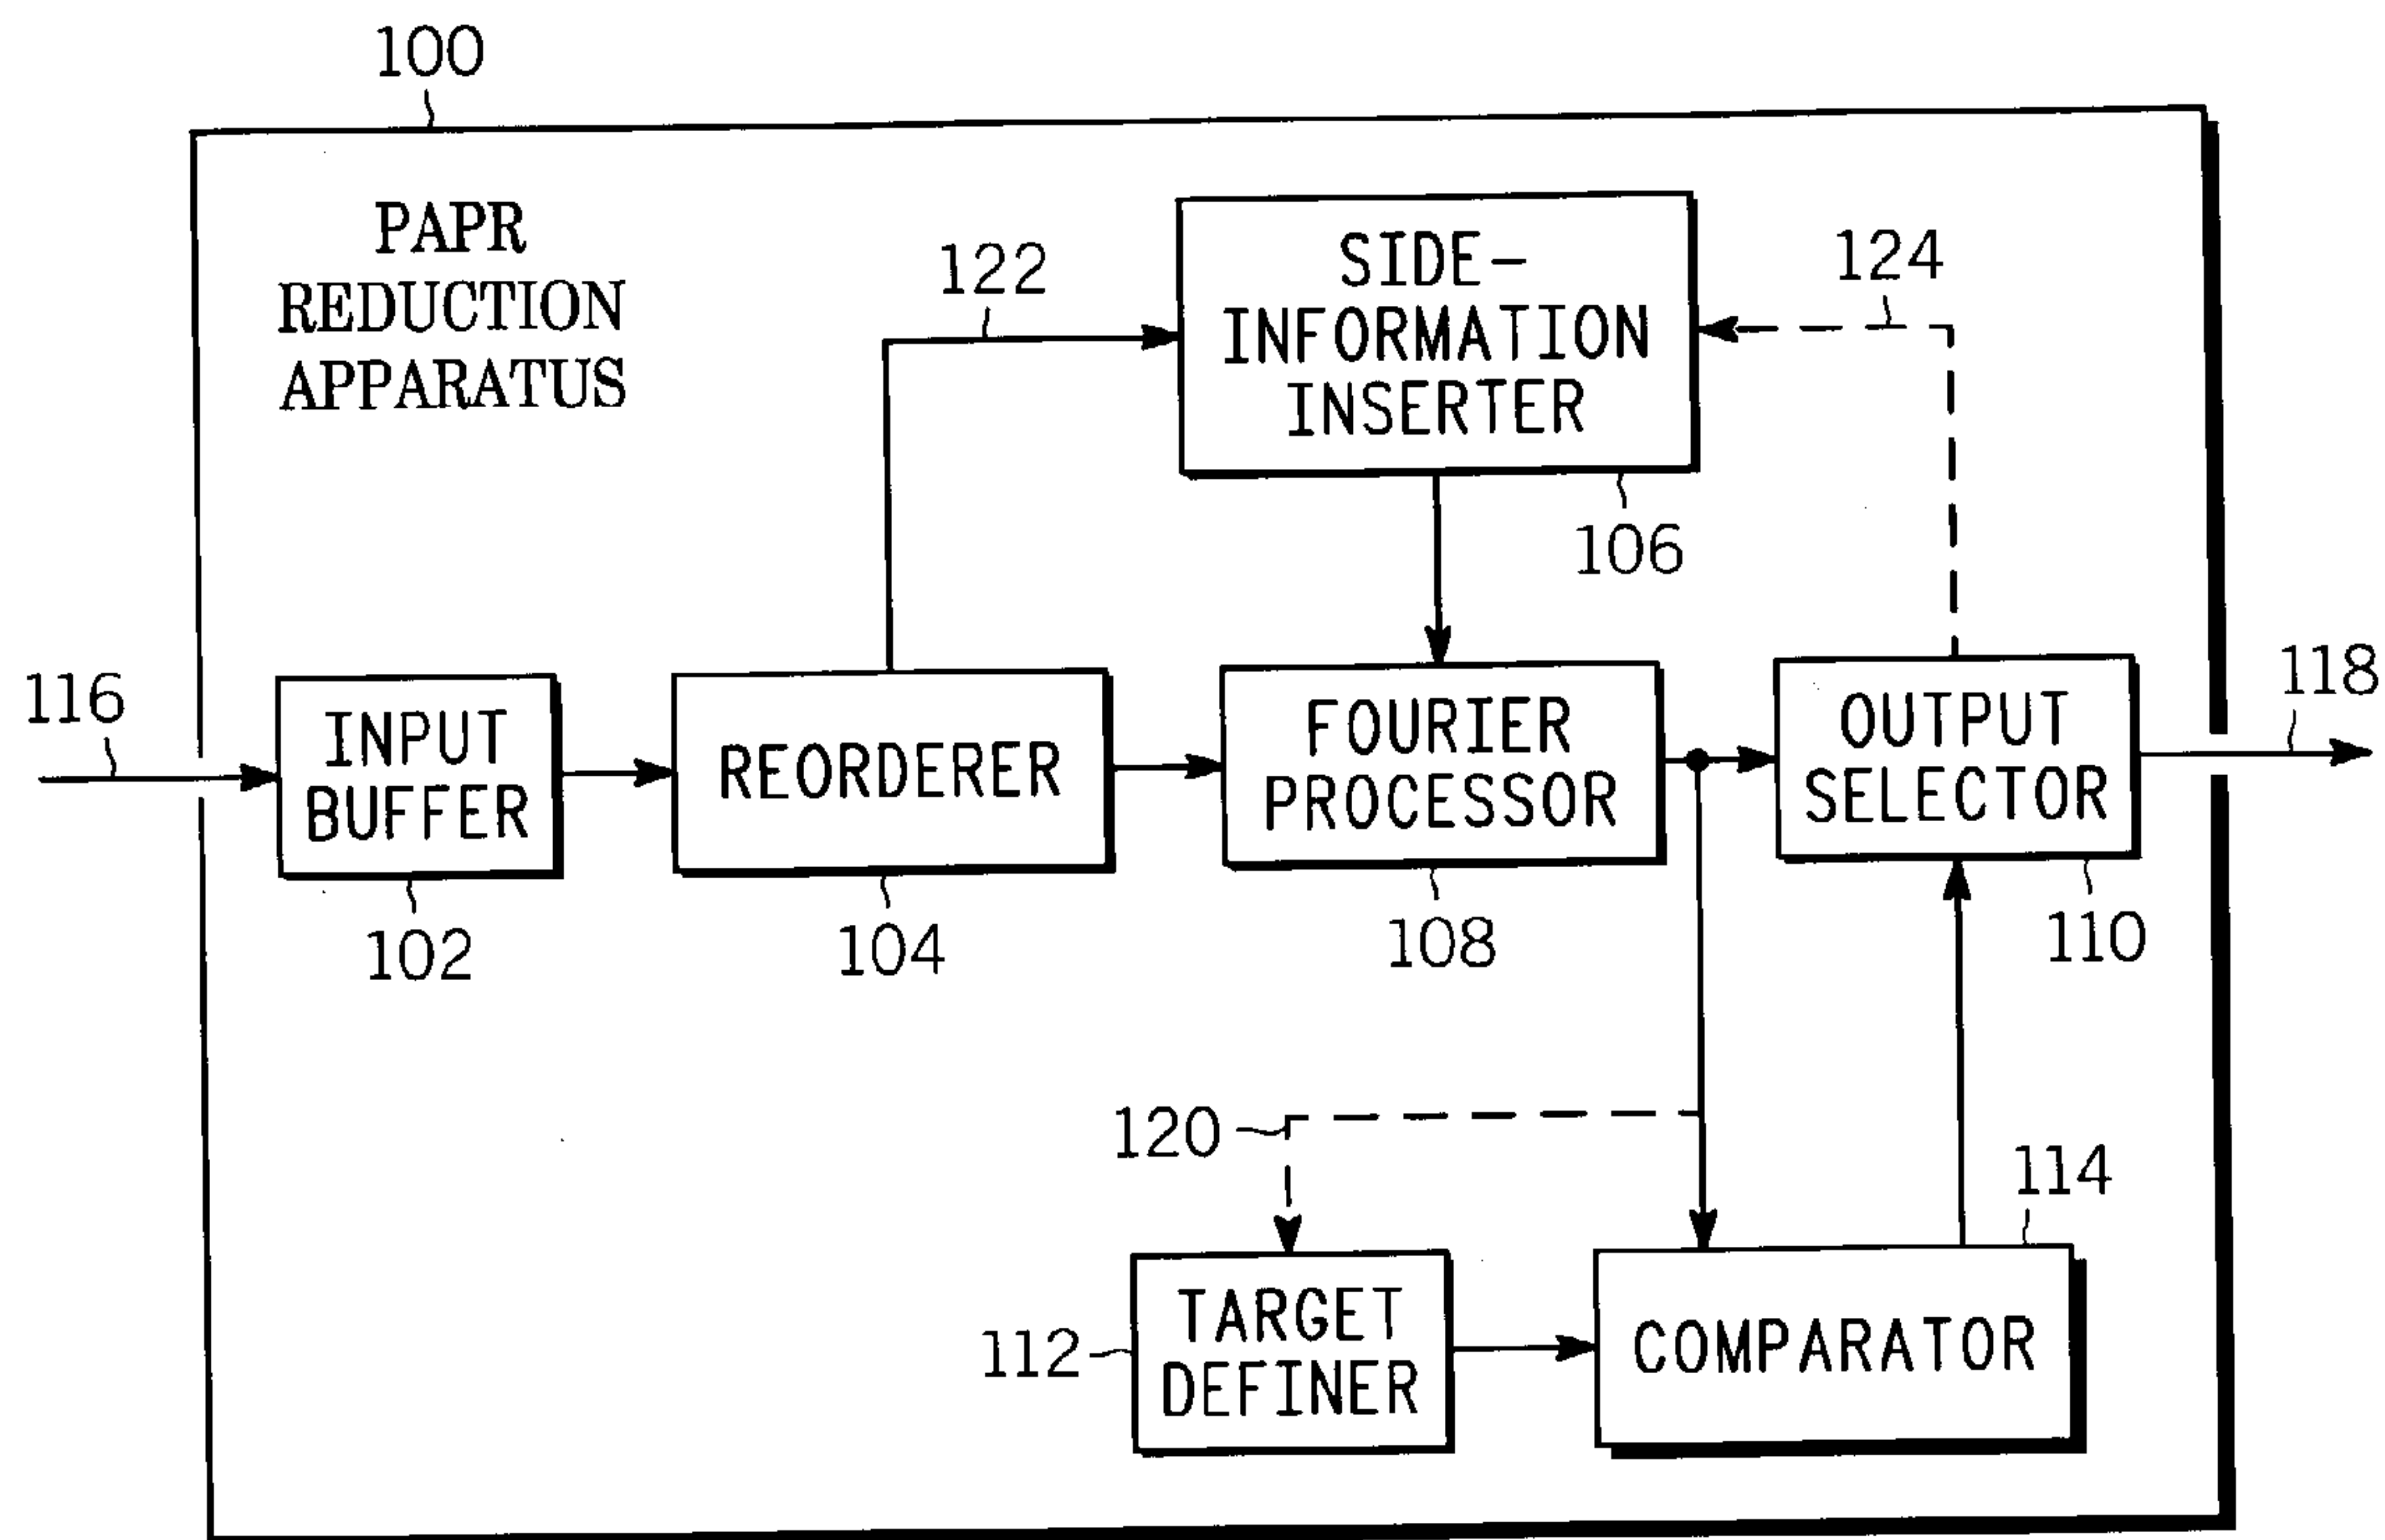 100
PAPR
REDUCTION
APPARATUS
122
SIDE-
INFORMATION
INSERTER
124
106
116
INPUT
BUFFER
102
REORDERER
104
FOURIER
PROCESSOR
108
OUTPUT
SELECTOR
110
118
120
114
112
TARGET
DEFINER
COMPARATOR